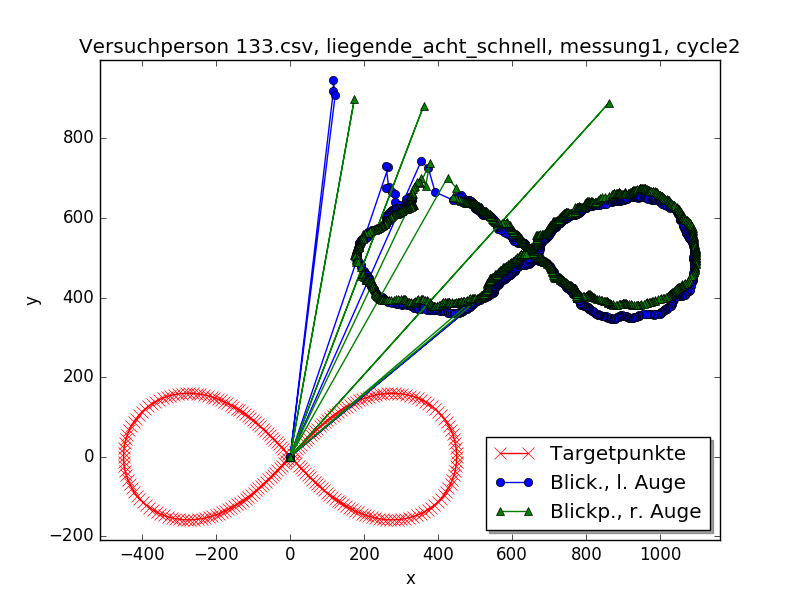 Versuchperson 133.csv, liegende_acht_schnell, messung1, cycle2
y
800
600
400
200
0
−200
−400
−200
0
200
400
600
800
1000
x
Targetpunkte
Blick., l. Auge
Blickp., r. Auge